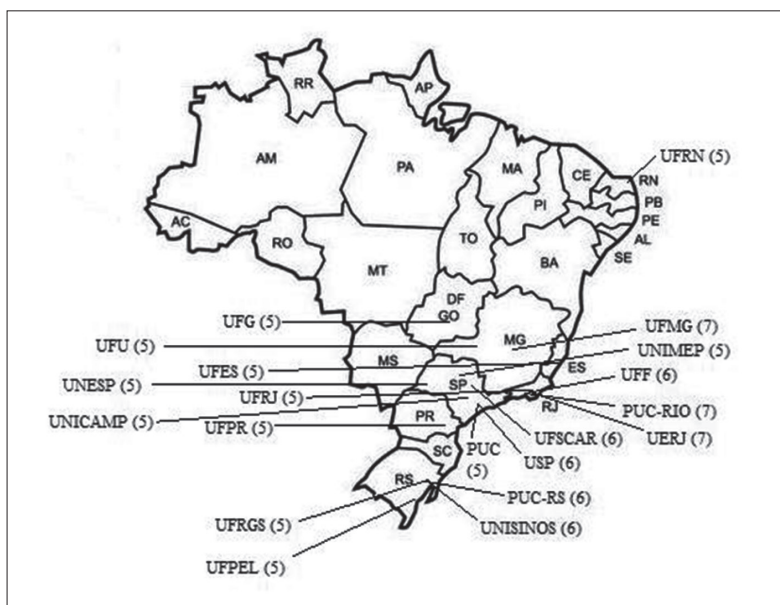 RR
AP
UFRN (5)
AM
PA
MA
CE
RN
PI
PB
PE
AC
TO
AL
RO
SE
MT
BA
DF
UFG (5)
GO
UFMG (7)
UFU (5)
MG
UNIMEP (5)
MS
UFES (5)
ES
UNESP (5)
SP
UFF (6)
UFRJ (5)
RJ
PUC-RIO (7)
UNICAMP (5)
PR
UFPR (5)
PUC
(5)
UFSCAR (6)
UERJ (7)
SC
USP (6)
RS
PUC-RS (6)
UFRGS (5)
UNISINOS (6)
UFPEL (5)